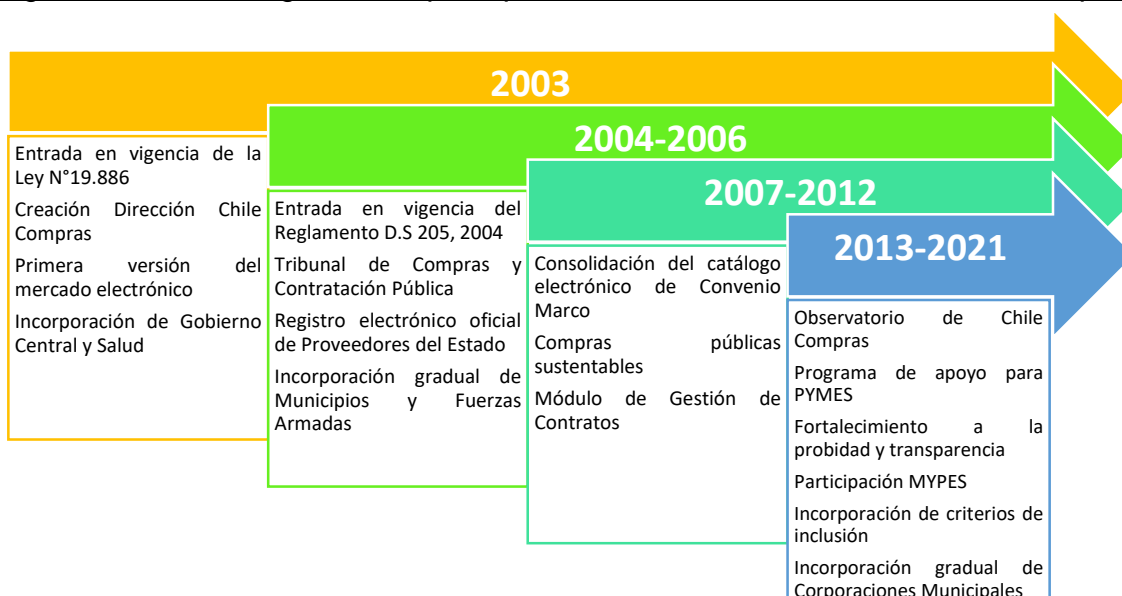 2003
Entrada en vigencia de la
Ley N°19.886
Creación Dirección Chile
Compras
Primera versión del
mercado electrónico
Incorporación de Gobierno
Central y Salud
2004-2006
Entrada en vigencia del
Reglamento D.S 205, 2004
Tribunal de Compras y
Contratación Pública
Registro electrónico oficial
de Proveedores del Estado
Incorporación gradual de
Municipios y Fuerzas
Armadas
2007-2012
Consolidación del catálogo
electrónico de Convenio
Marco
Compras públicas
sustentables
Módulo de Gestión de
Contratos
2013-2021
Observatorio de Chile
Compras
Programa de apoyo para
PYMES
Fortalecimiento a la
probidad y transparencia
Participación MYPES
Incorporación de criterios de
inclusión
Incorporación gradual de
Corporaciones Municipales